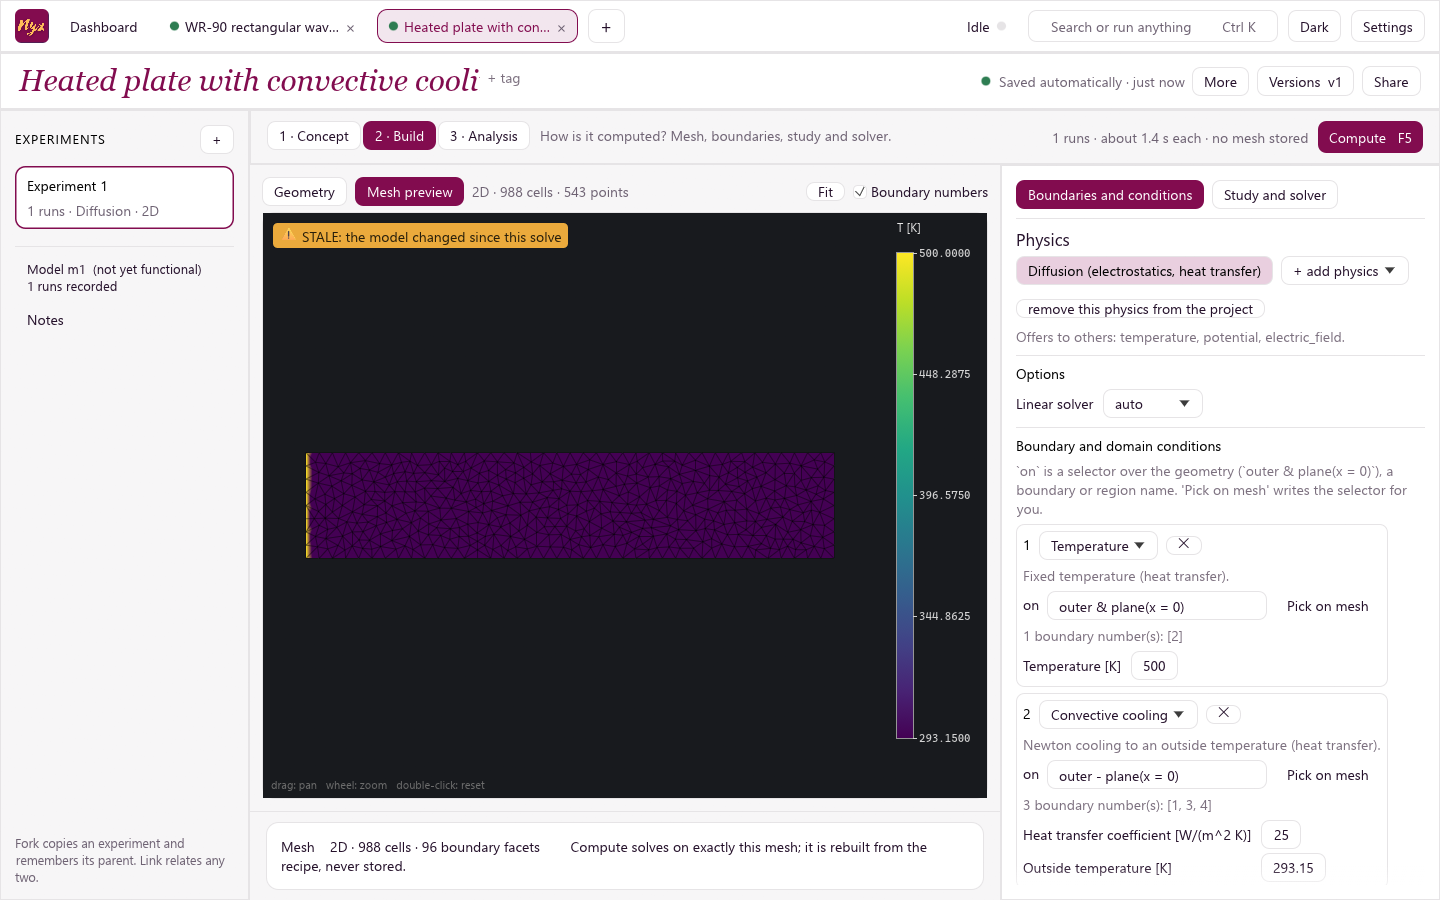 Nyx
Dashboard
WR-90 rectangular wav... ×
Heated plate with con... ×
+
Idle
Search or run anything Ctrl K
Dark
Settings
Heated plate with convective cooli + tag
Saved automatically · just now
More
Versions v1
Share
EXPERIMENTS +
Experiment 1
1 runs · Diffusion · 2D
Model m1 (not yet functional)
1 runs recorded
Notes
Fork copies an experiment and
remembers its parent. Link relates any
two.
1 · Concept 2 · Build 3 · Analysis How is it computed? Mesh, boundaries, study and solver.
1 runs · about 1.4 s each · no mesh stored Compute F5
Geometry Mesh preview 2D · 988 cells · 543 points Fit Boundary numbers
STALE: the model changed since this solve
T [K]
500.0000
448.2875
396.5750
344.8625
293.1500
drag: pan wheel: zoom double-click: reset
Mesh 2D · 988 cells · 96 boundary facets Compute solves on exactly this mesh; it is rebuilt from the
recipe, never stored.
Boundaries and conditions Study and solver
Physics
Diffusion (electrostatics, heat transfer) + add physics
remove this physics from the project
Offers to others: temperature, potential, electric_field.
Options
Linear solver auto
Boundary and domain conditions
`on` is a selector over the geometry (`outer & plane(x = 0)`), a
boundary or region name. 'Pick on mesh' writes the selector for
you.
1 Temperature
Fixed temperature (heat transfer).
on outer & plane(x = 0) Pick on mesh
1 boundary number(s): [2]
Temperature [K] 500
2 Convective cooling
Newton cooling to an outside temperature (heat transfer).
on outer - plane(x = 0) Pick on mesh
3 boundary number(s): [1, 3, 4]
Heat transfer coefficient [W/(m^2 K)] 25
Outside temperature [K] 293.15